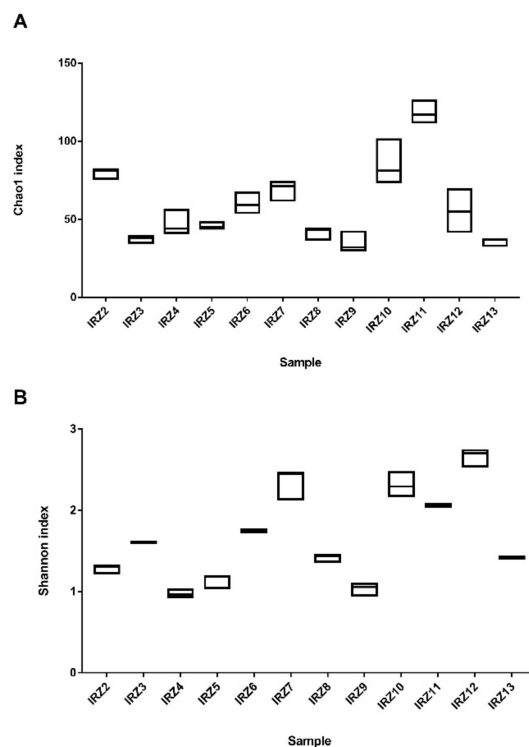 A
Chao1 index
150
100
50
0
IRZ2 IRZ3 IRZ4 IRZ5 IRZ6 IRZ7 IRZ8 IRZ9 IRZ10 IRZ11 IRZ12 IRZ13
Sample
B
Shannon index
3
2
1
0
IRZ2 IRZ3 IRZ4 IRZ5 IRZ6 IRZ7 IRZ8 IRZ9 IRZ10 IRZ11 IRZ12 IRZ13
Sample